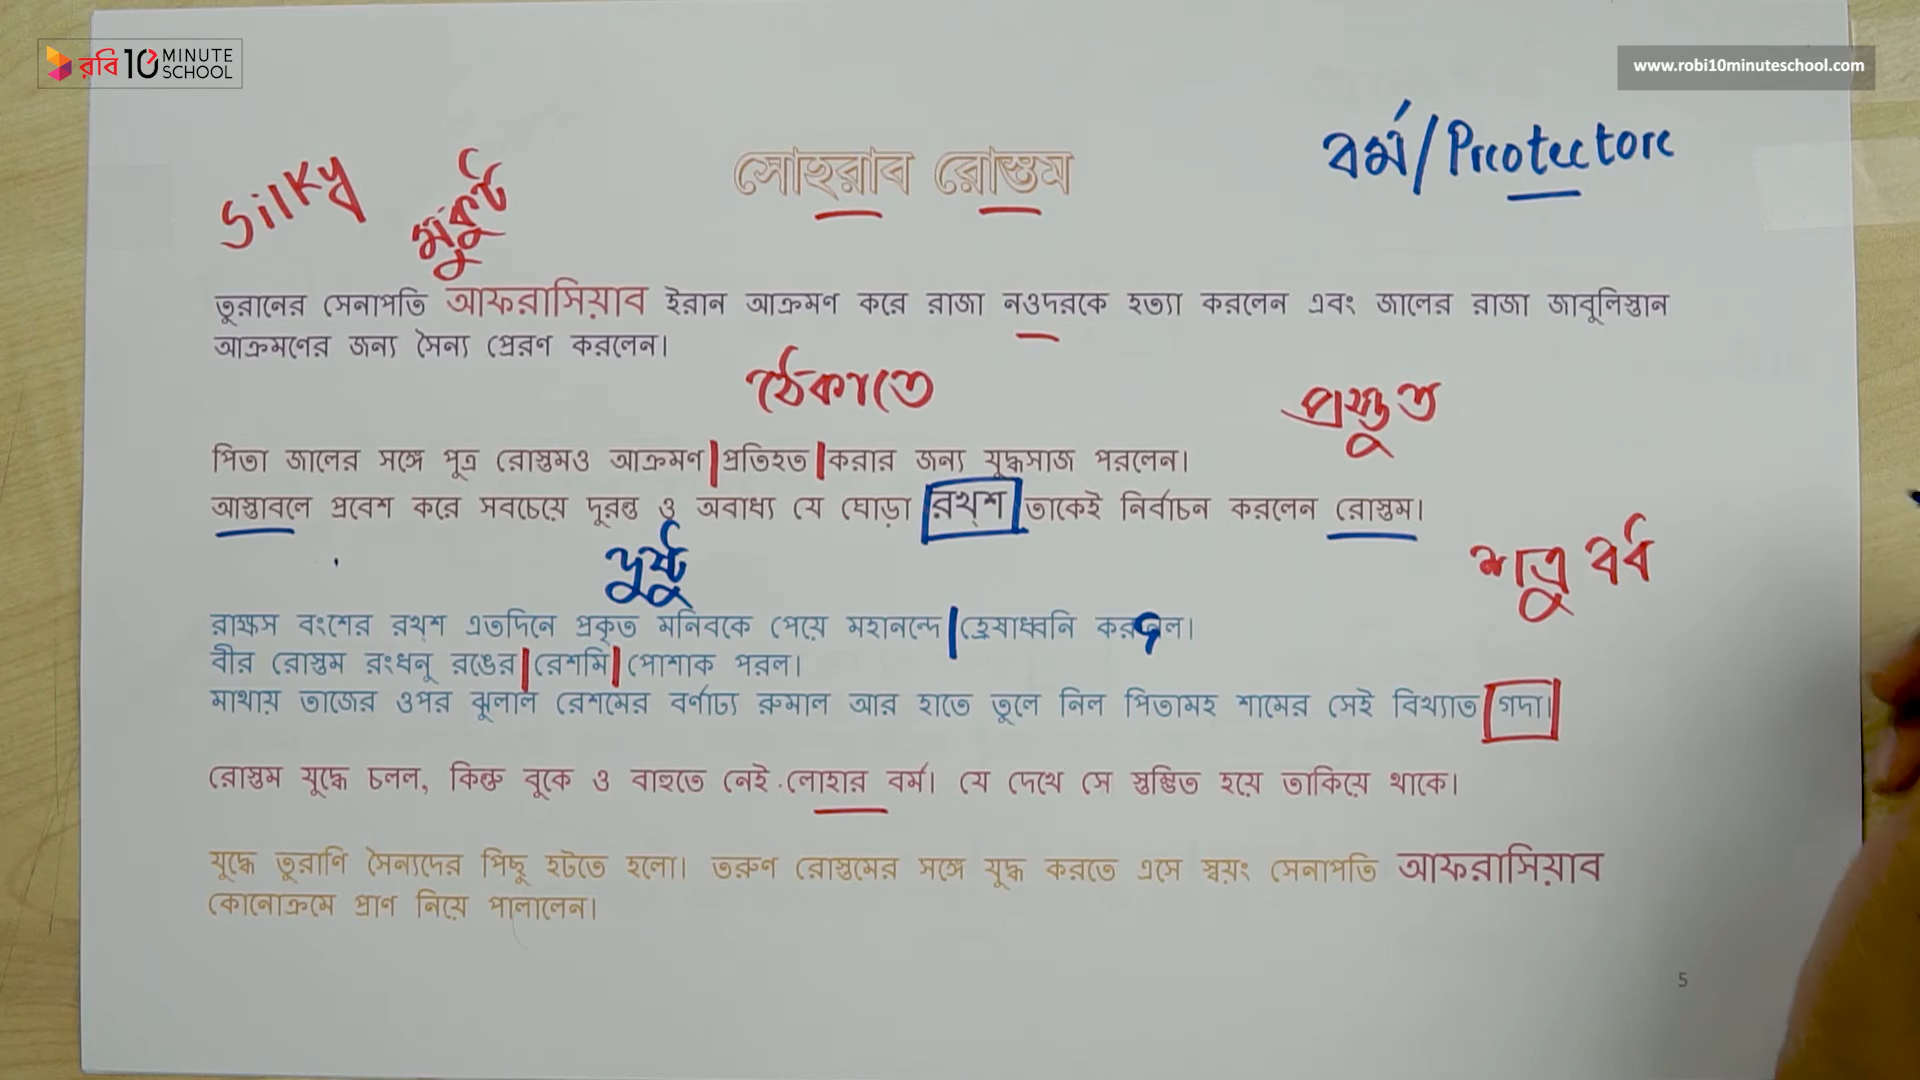 রবি 10 MINUTE SCHOOL
www.robi10minuteschool.com
বর্ম / Protector
Silky
মুকুট
সোহরাব রোস্তম
তুরানের সেনাপতি আফরাসিয়াব ইরান আক্রমণ করে রাজা নওদরকে হত্যা করলেন এবং জালের রাজা জাবুলিস্তান
আক্রমণের জন্য সৈন্য প্রেরণ করলেন।
ঠেকাতে
প্রস্তুত
পিতা জালের সঙ্গে পুত্র রোস্তমও আক্রমণ প্রতিহত করার জন্য যুদ্ধসাজ পরলেন।
আস্তাবলে প্রবেশ করে সবচেয়ে দুরন্ত ও অবাধ্য যে ঘোড়া রখ্শ তাকেই নির্বাচন করলেন রোস্তম।
দুষ্টু
শত্রু
রাক্ষস বংশের রখ্শ এতদিনে প্রকৃত মনিবকে পেয়ে মহানন্দে হ্রেষাধ্বনি করল।
বীর রোস্তম রংধনু রঙের রেশমি পোশাক পরল।
মাথায় তাজের ওপর ঝুলাল রেশমের বর্ণাঢ্য রুমাল আর হাতে তুলে নিল পিতামহ শামের সেই বিখ্যাত গদা।
রোস্তম যুদ্ধে চলল, কিন্তু বুকে ও বাহুতে নেই লোহার বর্ম। যে দেখে সে স্তম্ভিত হয়ে তাকিয়ে থাকে।
যুদ্ধে তুরাণি সৈন্যদের পিছু হটতে হলো। তরুণ রোস্তমের সঙ্গে যুদ্ধ করতে এসে স্বয়ং সেনাপতি আফরাসিয়াব
কোনোক্রমে প্রাণ নিয়ে পালালেন।
5